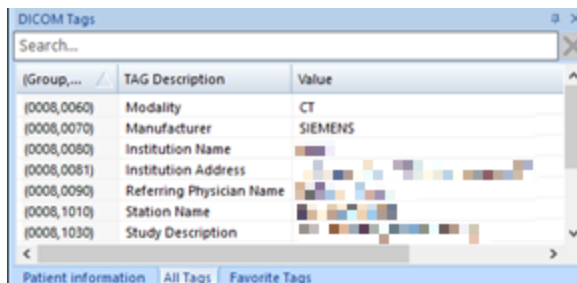 DICOM Tags
Search...
(Group,... TAG Description Value
(0008,0060) Modality CT
(0008,0070) Manufacturer SIEMENS
(0008,0080) Institution Name
(0008,0081) Institution Address
(0008,0090) Referring Physician Name
(0008,1010) Station Name
(0008,1030) Study Description
Patient information All Tags Favorite Tags